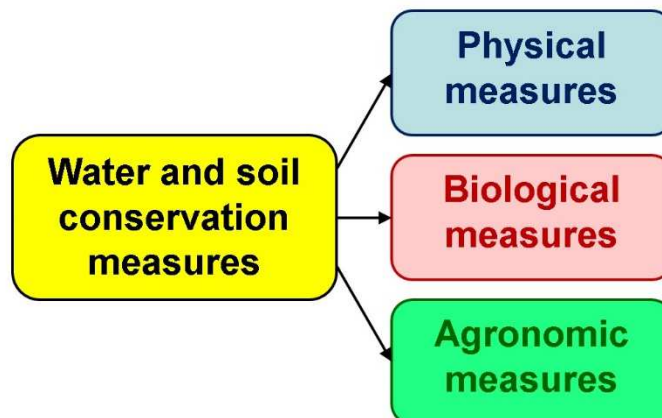 Physical
measures
Water and soil
conservation
measures
Biological
measures
Agronomic
measures